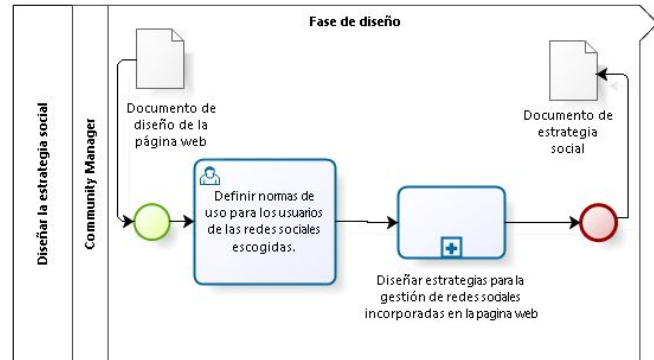 Diseñar la estrategia social
Community Manager
Fase de diseño
Documento de
diseño de la
página web
Definir normas de
uso para los usuarios
de las redes sociales
escogidas.
Diseñar estrategias para la
gestión de redes sociales
incorporadas en la pagina web
Documento de
estrategia
social